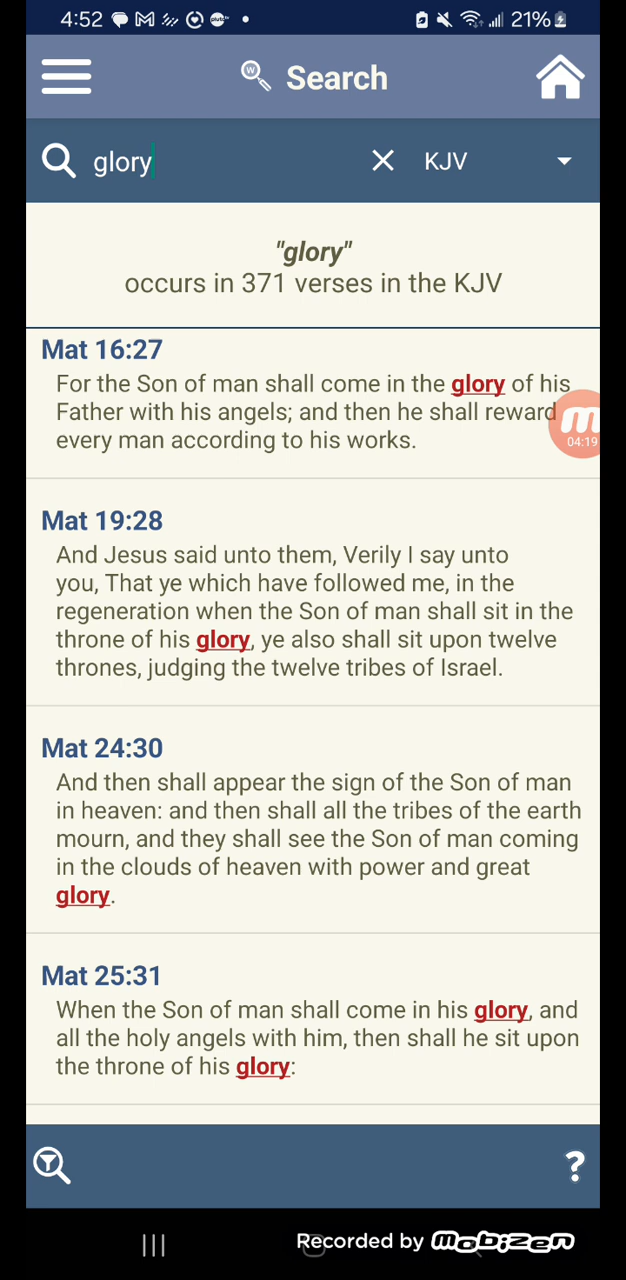 4:52
21%
Search
glory
KJV
"glory"
occurs in 371 verses in the KJV
Mat 16:27
For the Son of man shall come in the glory of his
Father with his angels; and then he shall reward
every man according to his works.
04:19
Mat 19:28
And Jesus said unto them, Verily I say unto
you, That ye which have followed me, in the
regeneration when the Son of man shall sit in the
throne of his glory, ye also shall sit upon twelve
thrones, judging the twelve tribes of Israel.
Mat 24:30
And then shall appear the sign of the Son of man
in heaven: and then shall all the tribes of the earth
mourn, and they shall see the Son of man coming
in the clouds of heaven with power and great
glory.
Mat 25:31
When the Son of man shall come in his glory, and
all the holy angels with him, then shall he sit upon
the throne of his glory:
?
Recorded by Mobizen